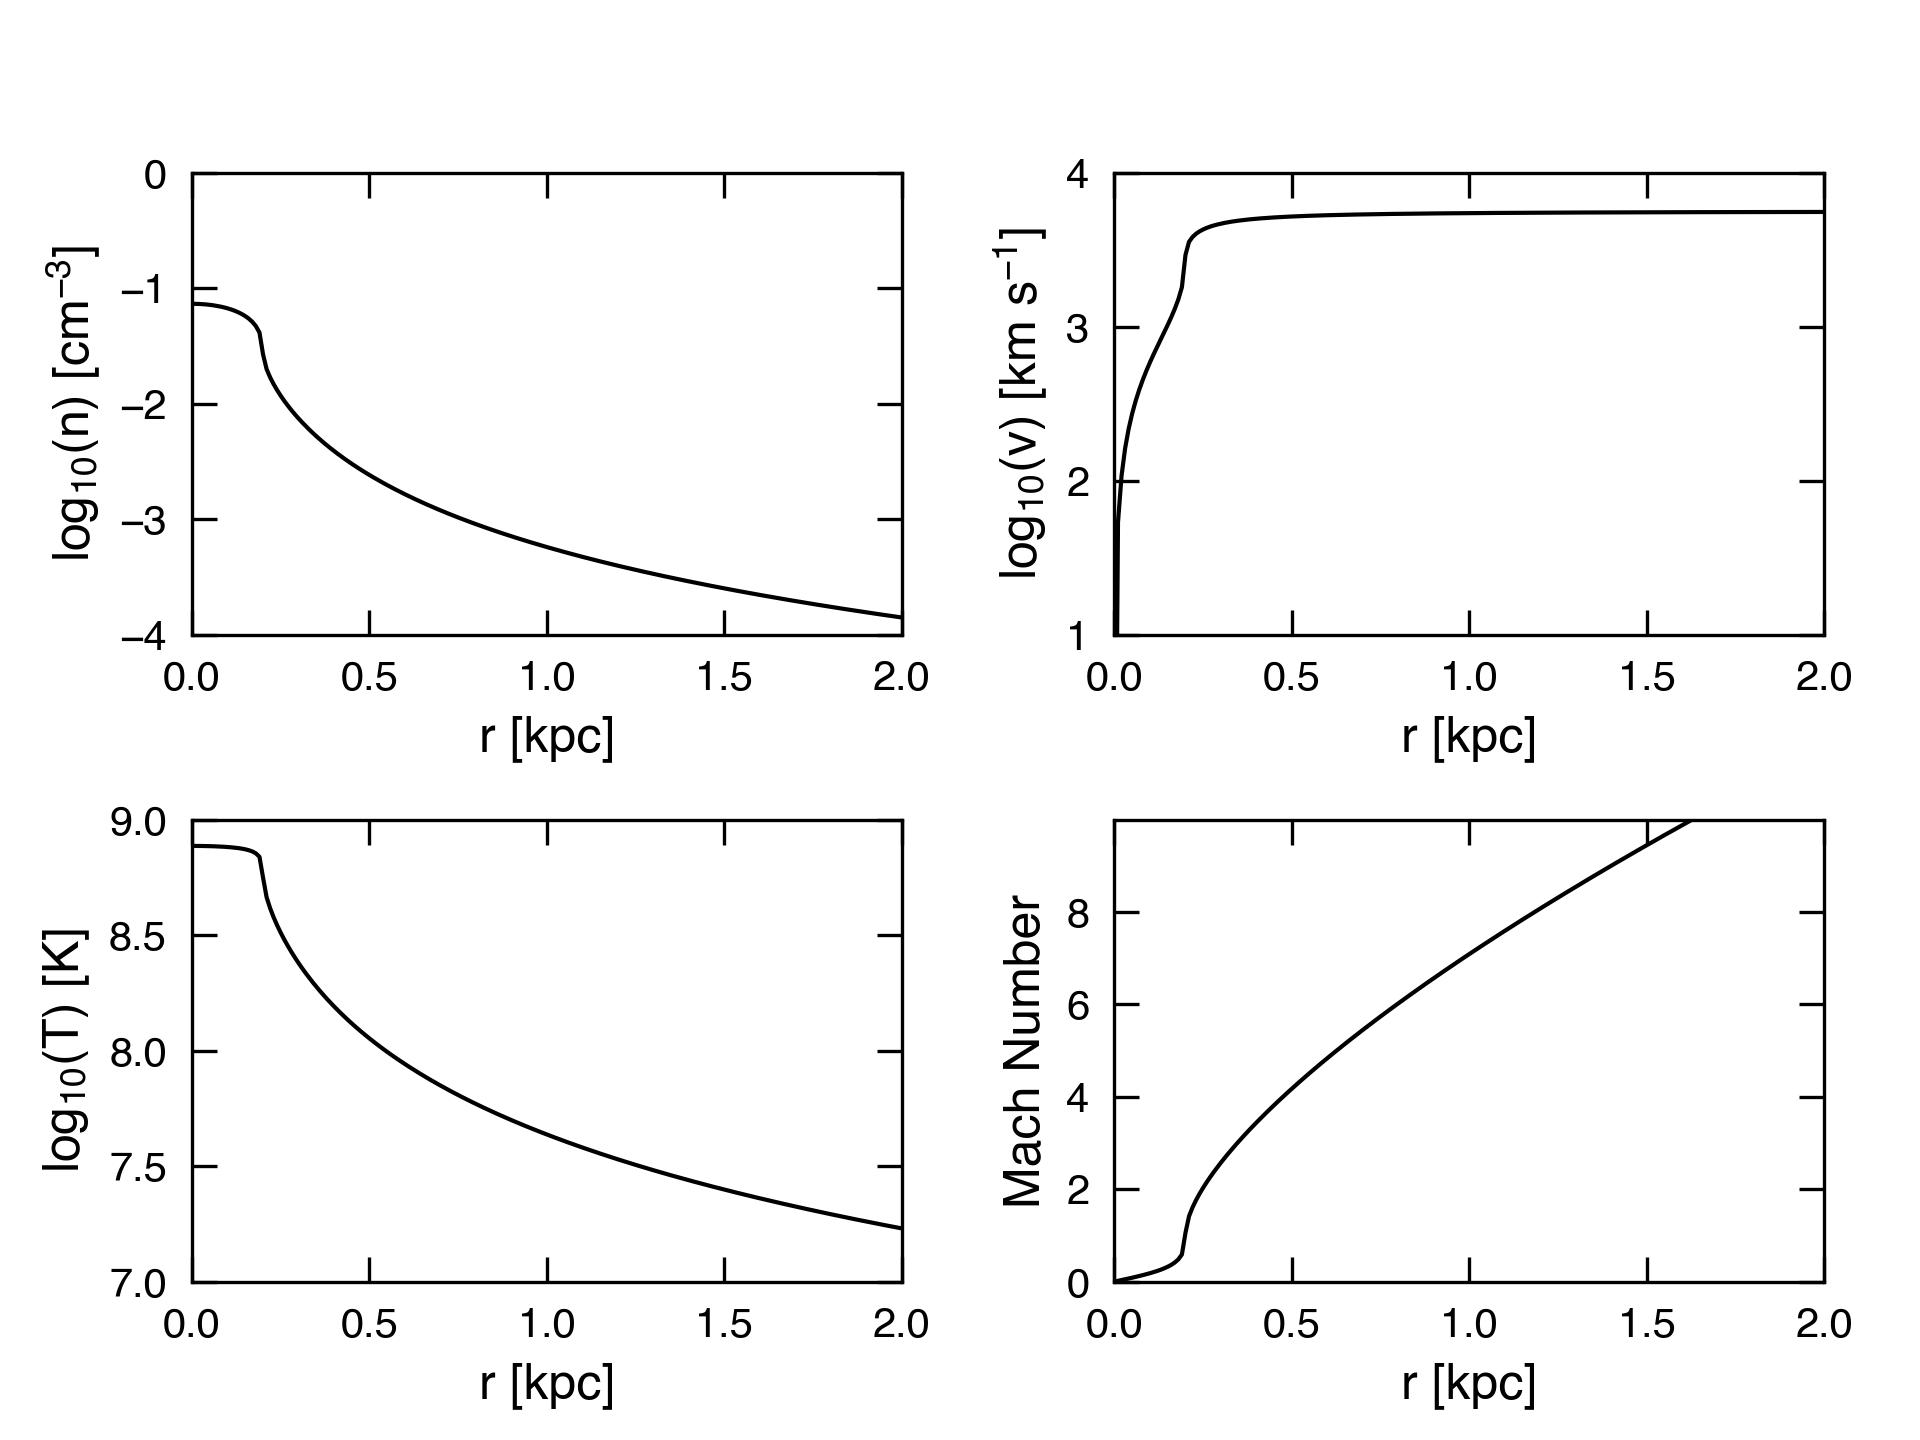 log₁₀(n) [cm⁻³]
0
−1
−2
−3
−4
0.0 0.5 1.0 1.5 2.0
r [kpc]
log₁₀(v) [km s⁻¹]
4
3
2
1
0.0 0.5 1.0 1.5 2.0
r [kpc]
log₁₀(T) [K]
9.0
8.5
8.0
7.5
7.0
0.0 0.5 1.0 1.5 2.0
r [kpc]
Mach Number
8
6
4
2
0
0.0 0.5 1.0 1.5 2.0
r [kpc]